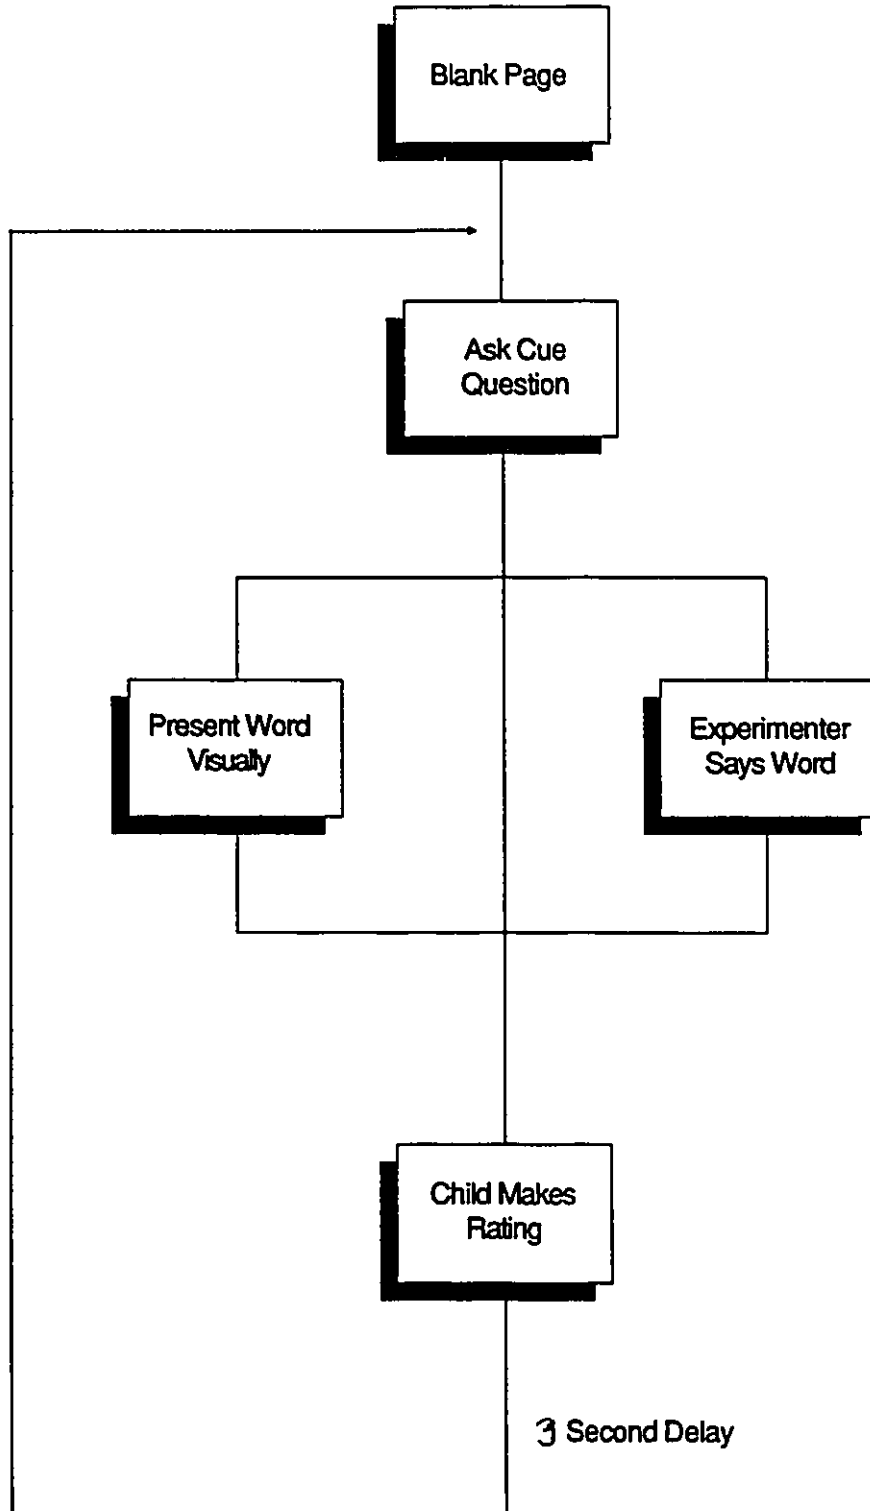 Blank Page
Ask Cue
Question
Present Word
Visually
Experimenter
Says Word
Child Makes
Rating
3 Second Delay